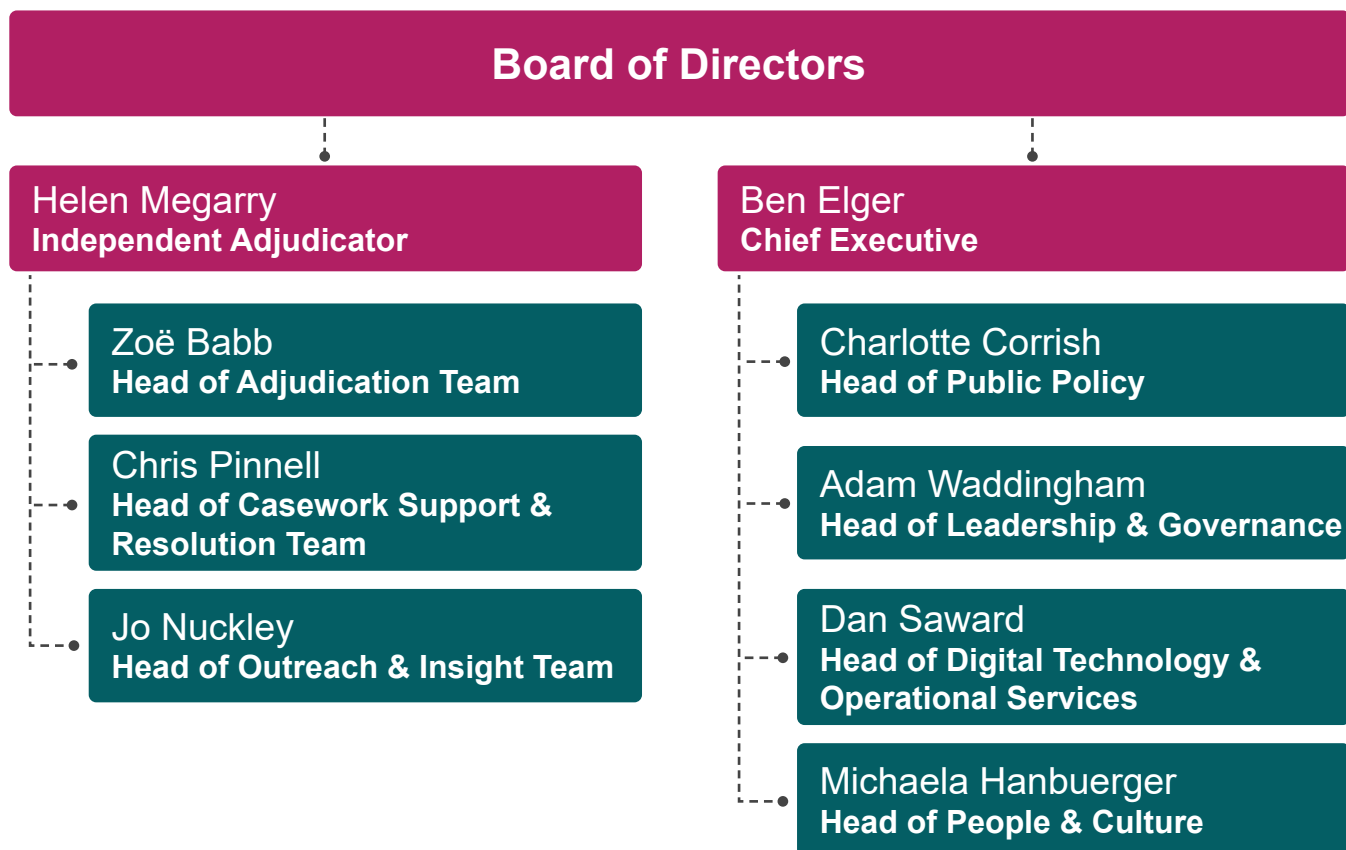 Board of Directors
Helen Megarry
Independent Adjudicator
Zoë Babb
Head of Adjudication Team
Chris Pinnell
Head of Casework Support &
Resolution Team
Jo Nuckley
Head of Outreach & Insight Team
Ben Elger
Chief Executive
Charlotte Corrish
Head of Public Policy
Adam Waddingham
Head of Leadership & Governance
Dan Saward
Head of Digital Technology &
Operational Services
Michaela Hanbuerger
Head of People & Culture